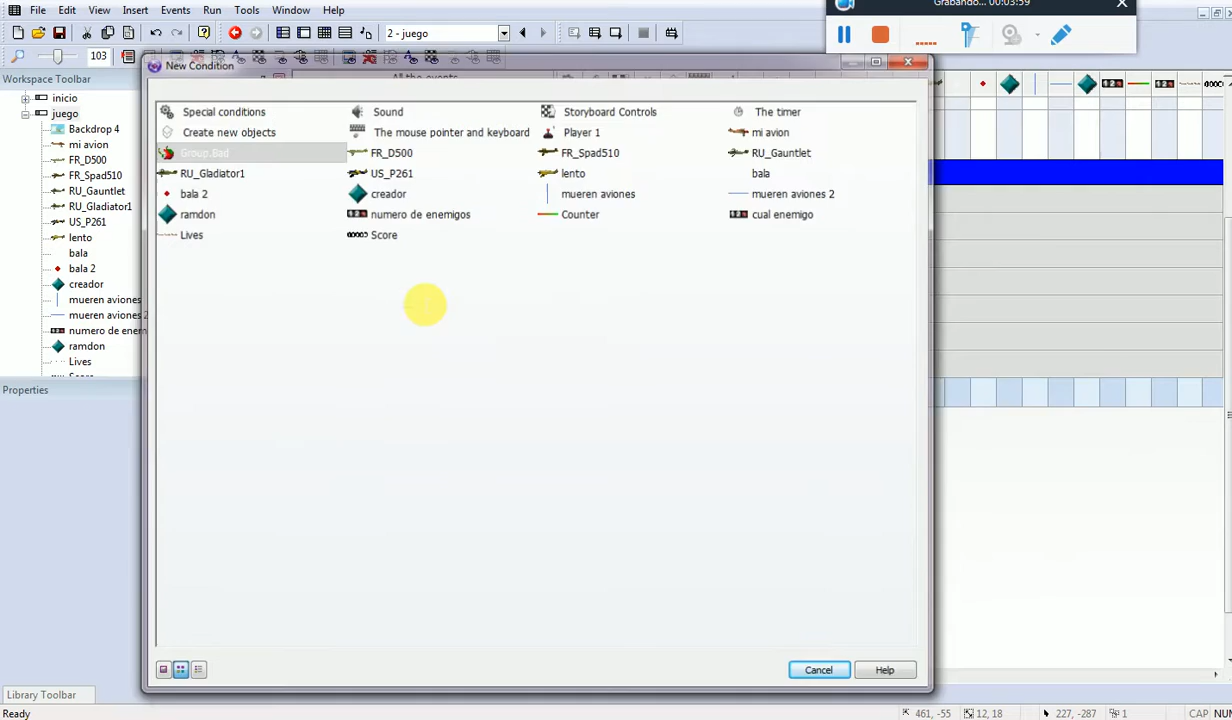 File Edit View Insert Events Run Tools Window Help
Grabando... 00:03:59
2 - juego
103
All the events
Workspace Toolbar
inicio
juego
Backdrop 4
mi avion
FR_D500
FR_Spad510
RU_Gauntlet
RU_Gladiator1
US_P261
lento
bala
bala 2
creador
mueren aviones
mueren aviones 2
numero de enem
ramdon
Lives
Properties
New Condition
Special conditions Sound Storyboard Controls The timer
Create new objects The mouse pointer and keyboard Player 1 mi avion
Group.Bad FR_D500 FR_Spad510 RU_Gauntlet
RU_Gladiator1 US_P261 lento bala
bala 2 creador mueren aviones mueren aviones 2
ramdon numero de enemigos Counter cual enemigo
Lives Score
Cancel Help
Library Toolbar
Ready 461, -55 12, 18 227, -287 1 CAP NUM